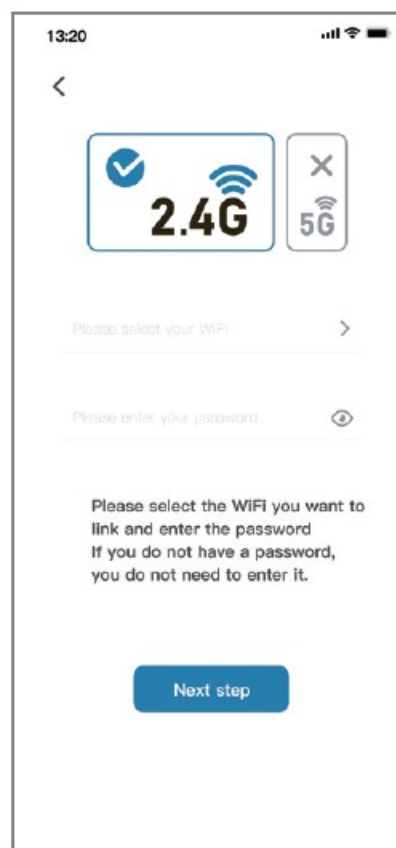 13:20
2.4G
5G
Please select your WiFi
Please enter your password
Please select the WiFi you want to
link and enter the password
If you do not have a password,
you do not need to enter it.
Next step